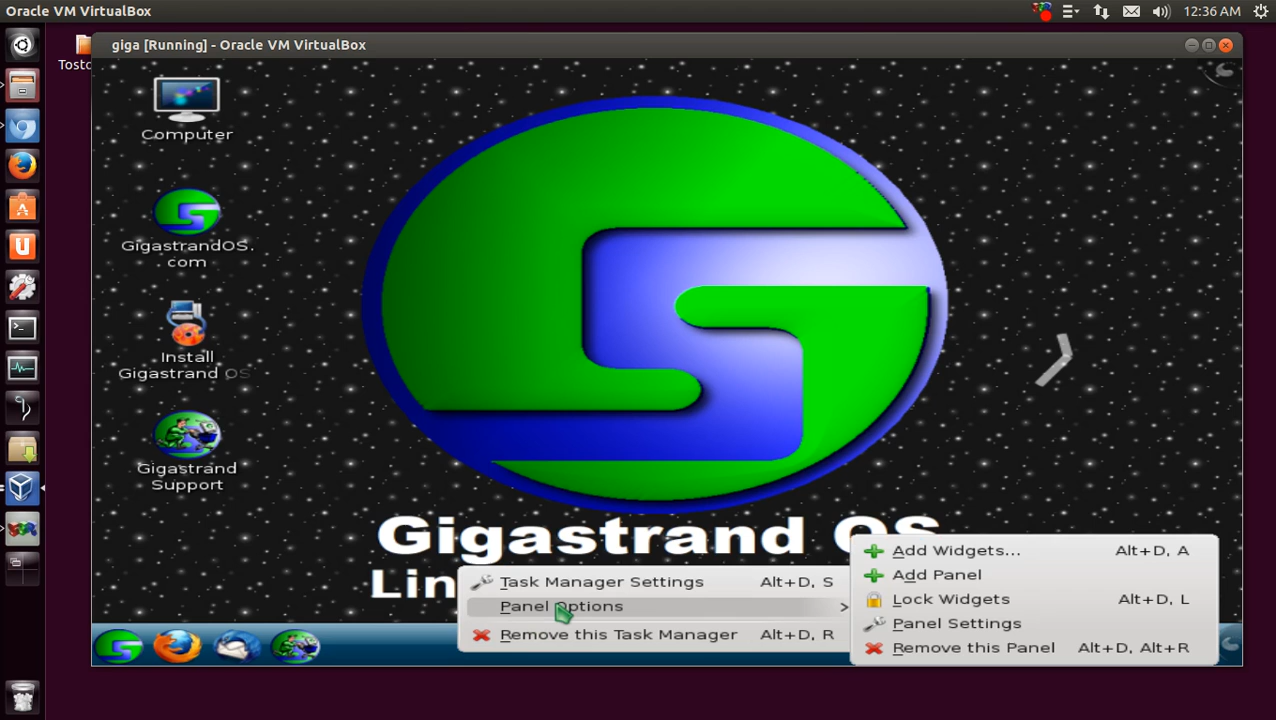 Oracle VM VirtualBox
12:36 AM
Tosto
giga [Running] - Oracle VM VirtualBox
Computer
GigastrandOS.
com
Install
Gigastrand OS
Gigastrand
Support
Gigastrand OS
Lin
Task Manager Settings Alt+D, S
Panel Options
Remove this Task Manager Alt+D, R
Add Widgets... Alt+D, A
Add Panel
Lock Widgets Alt+D, L
Panel Settings
Remove this Panel Alt+D, Alt+R